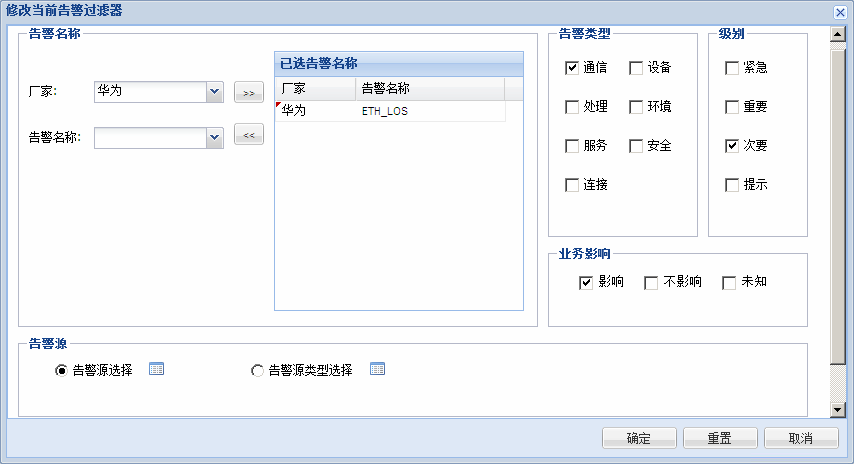 修改当前告警过滤器
告警名称
厂家:
华为
>>
告警名称:
<<
已选告警名称
厂家 告警名称
华为 ETH_LOS
告警类型
通信 设备
处理 环境
服务 安全
连接
级别
紧急
重要
次要
提示
业务影响
影响 不影响 未知
告警源
告警源选择 告警源类型选择
确定 重置 取消